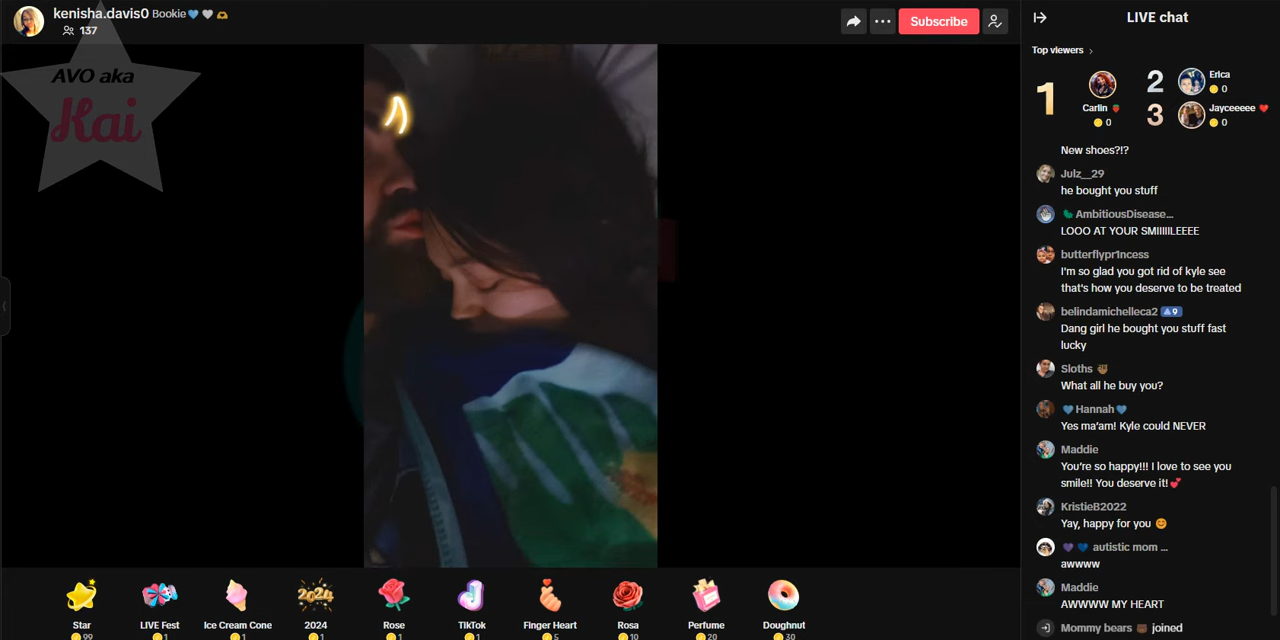 kenisha.davis0 Bookie🩵🤍🫶
137
Subscribe
AVO aka
Kai
LIVE chat
Top viewers
1
Carlin 🌹
0
2
Erica
0
3
Jayceeeee ❤️
0
New shoes?!?
Julz__29
he bought you stuff
AmbitiousDisease...
LOOO AT YOUR SMIIIILEEEE
butterflypr1ncess
I'm so glad you got rid of kyle see
that's how you deserve to be treated
belindamichelleca2 9
Dang girl he bought you stuff fast
lucky
Sloths 🦥
What all he buy you?
🩵Hannah🩵
Yes ma'am! Kyle could NEVER
Maddie
You're so happy!!! I love to see you
smile!! You deserve it!💕
KristieB2022
Yay, happy for you 😊
💜 💙 autistic mom ...
awwww
Maddie
AWWWW MY HEART
Mommy bears 🐻 joined
2024
Star
LIVE Fest
Ice Cream Cone
2024
Rose
TikTok
Finger Heart
Rosa
Perfume
Doughnut
99
1
1
1
1
1
5
10
20
30